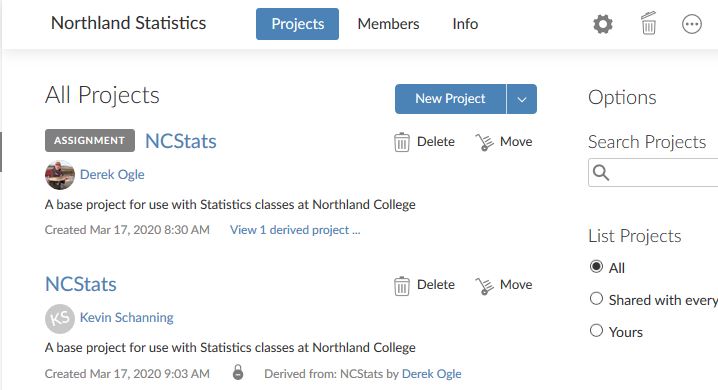 Northland Statistics Projects Members Info
All Projects New Project Options
ASSIGNMENT NCStats Delete Move Search Projects
Derek Ogle
A base project for use with Statistics classes at Northland College
Created Mar 17, 2020 8:30 AM View 1 derived project ...
List Projects
NCStats Delete Move All
KS Kevin Schanning Shared with every
Yours
A base project for use with Statistics classes at Northland College
Created Mar 17, 2020 9:03 AM Derived from: NCStats by Derek Ogle